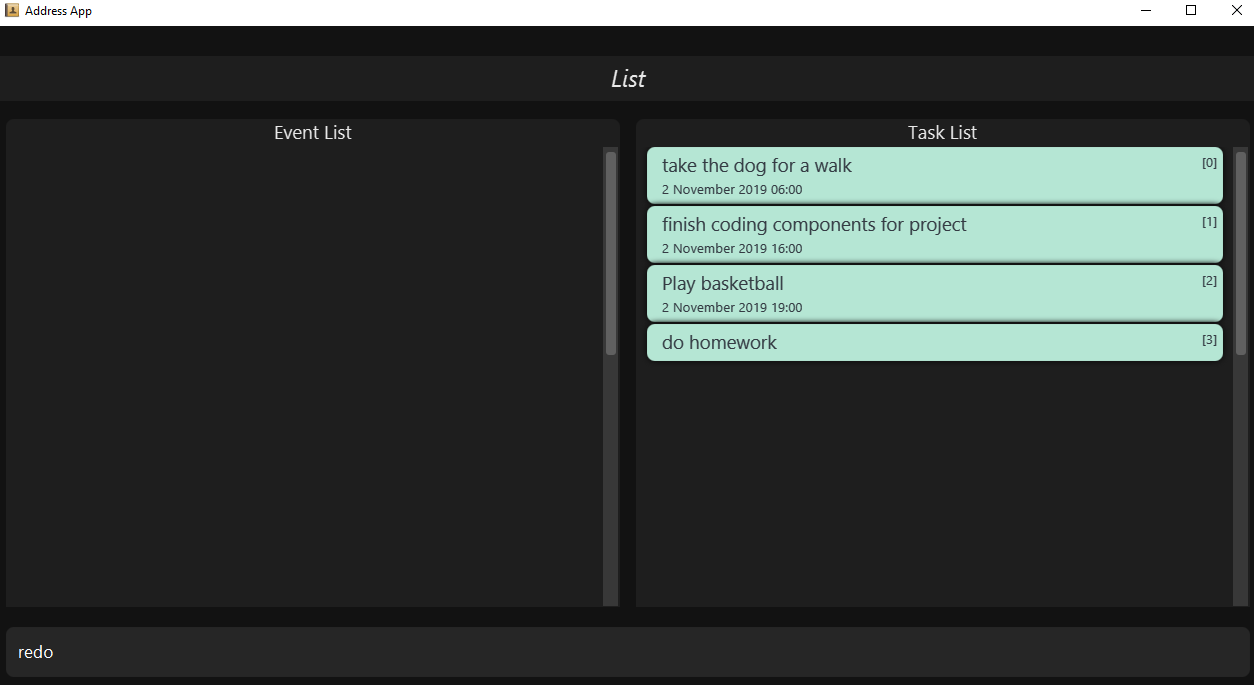 Address App
List
Event List
Task List
take the dog for a walk [0]
2 November 2019 06:00
finish coding components for project [1]
2 November 2019 16:00
Play basketball [2]
2 November 2019 19:00
do homework [3]
redo